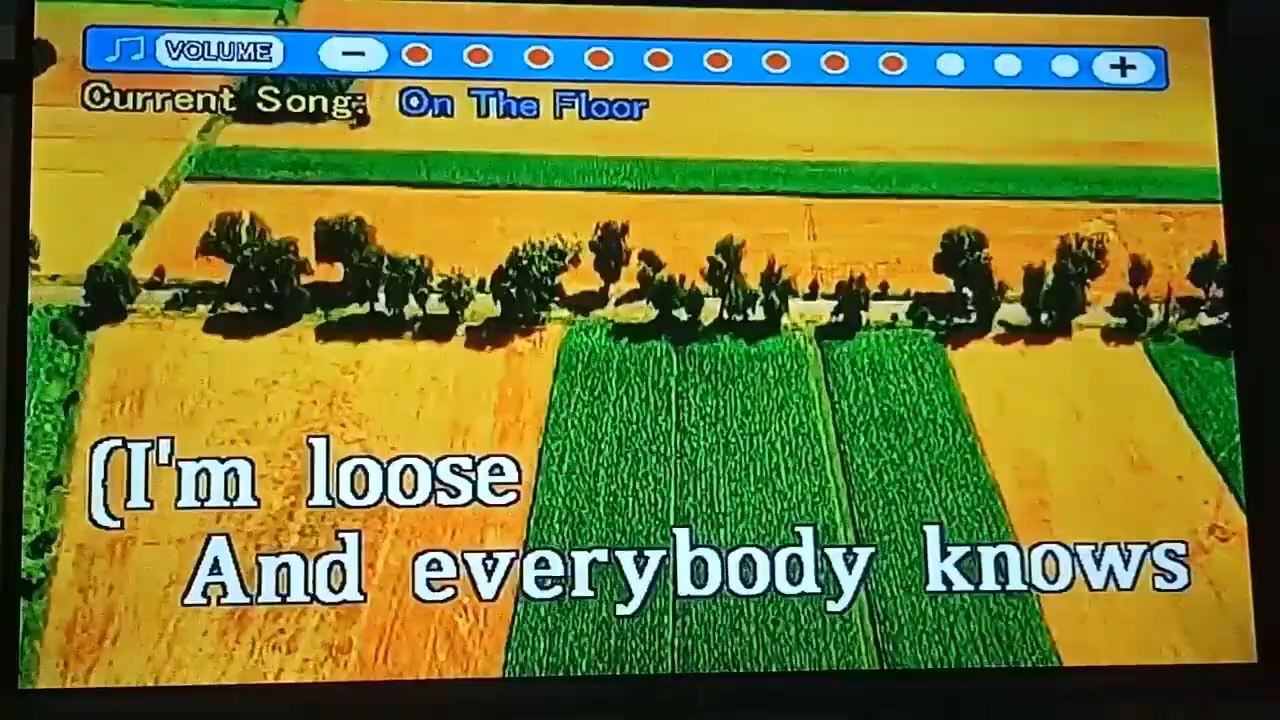 VOLUME − +
Current Song: On The Floor
(I'm loose
And everybody knows